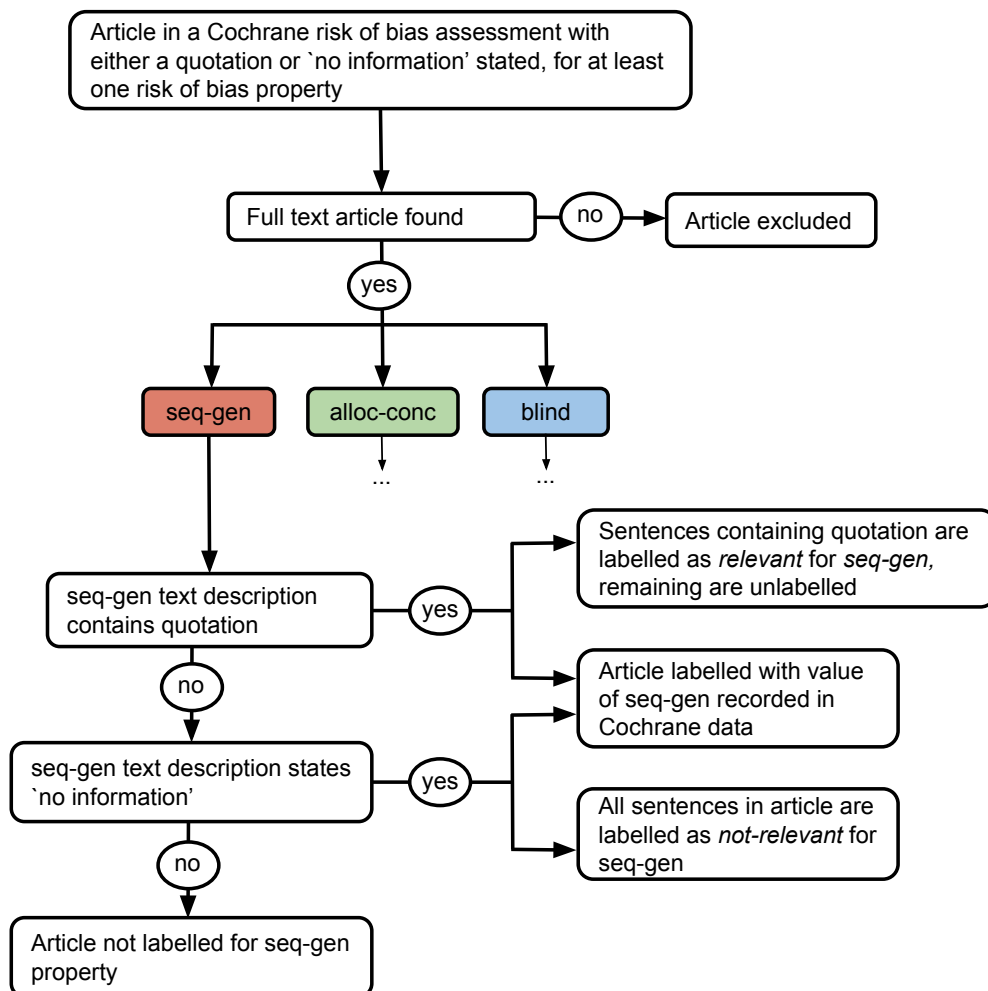 Article in a Cochrane risk of bias assessment with
either a quotation or `no information’ stated, for at least
one risk of bias property
Full text article found
no
Article excluded
yes
seq-gen
alloc-conc
blind
...
...
Sentences containing quotation are
labelled as relevant for seq-gen,
remaining are unlabelled
seq-gen text description
contains quotation
yes
no
Article labelled with value
of seq-gen recorded in
Cochrane data
seq-gen text description states
`no information’
yes
All sentences in article are
labelled as not-relevant for
seq-gen
no
Article not labelled for seq-gen
property